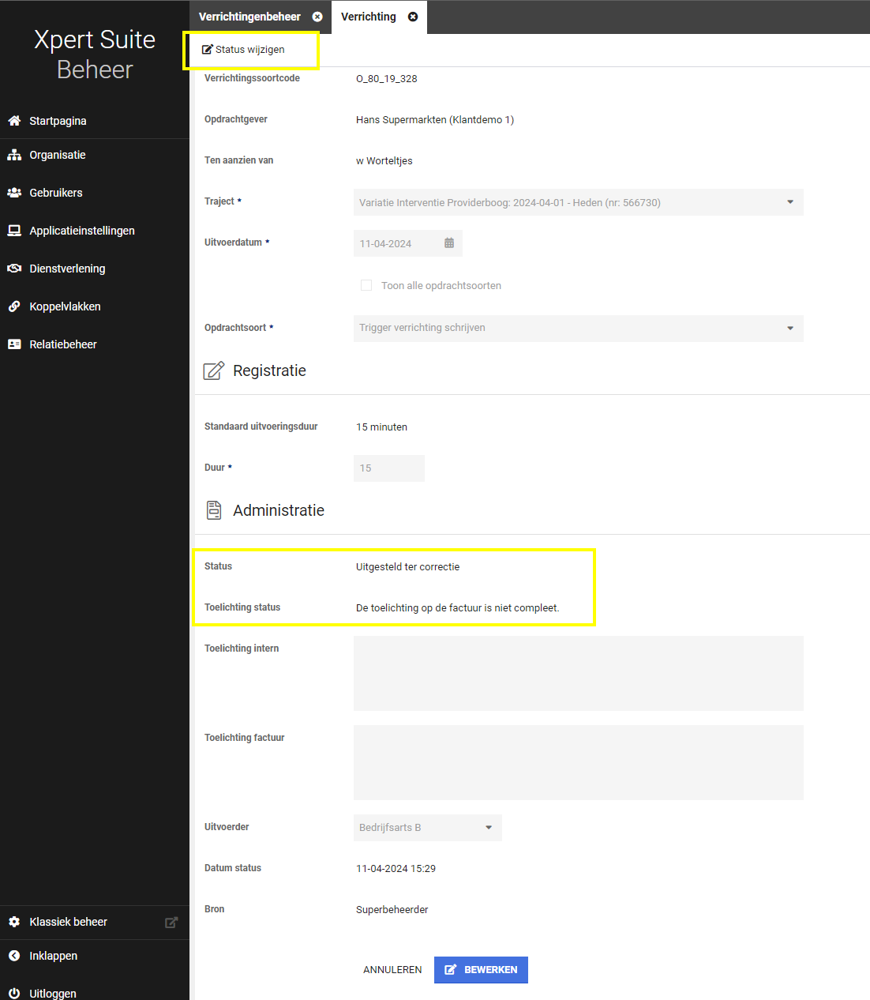 Xpert Suite
Beheer
Startpagina
Organisatie
Gebruikers
Applicatieinstellingen
Dienstverlening
Koppelvlakken
Relatiebeheer
Klassiek beheer
Inklappen
Uitloggen
Verrichtingenbeheer
Verrichting
Status wijzigen
Verrichtingssoortcode O_80_19_328
Opdrachtgever Hans Supermarkten (Klantdemo 1)
Ten aanzien van w Worteltjes
Traject * Variatie Interventie Providerboog: 2024-04-01 - Heden (nr: 566730)
Uitvoerdatum * 11-04-2024
Toon alle opdrachtsoorten
Opdrachtsoort * Trigger verrichting schrijven
Registratie
Standaard uitvoeringsduur 15 minuten
Duur * 15
Administratie
Status Uitgesteld ter correctie
Toelichting status De toelichting op de factuur is niet compleet.
Toelichting intern
Toelichting factuur
Uitvoerder Bedrijfsarts B
Datum status 11-04-2024 15:29
Bron Superbeheerder
ANNULEREN BEWERKEN